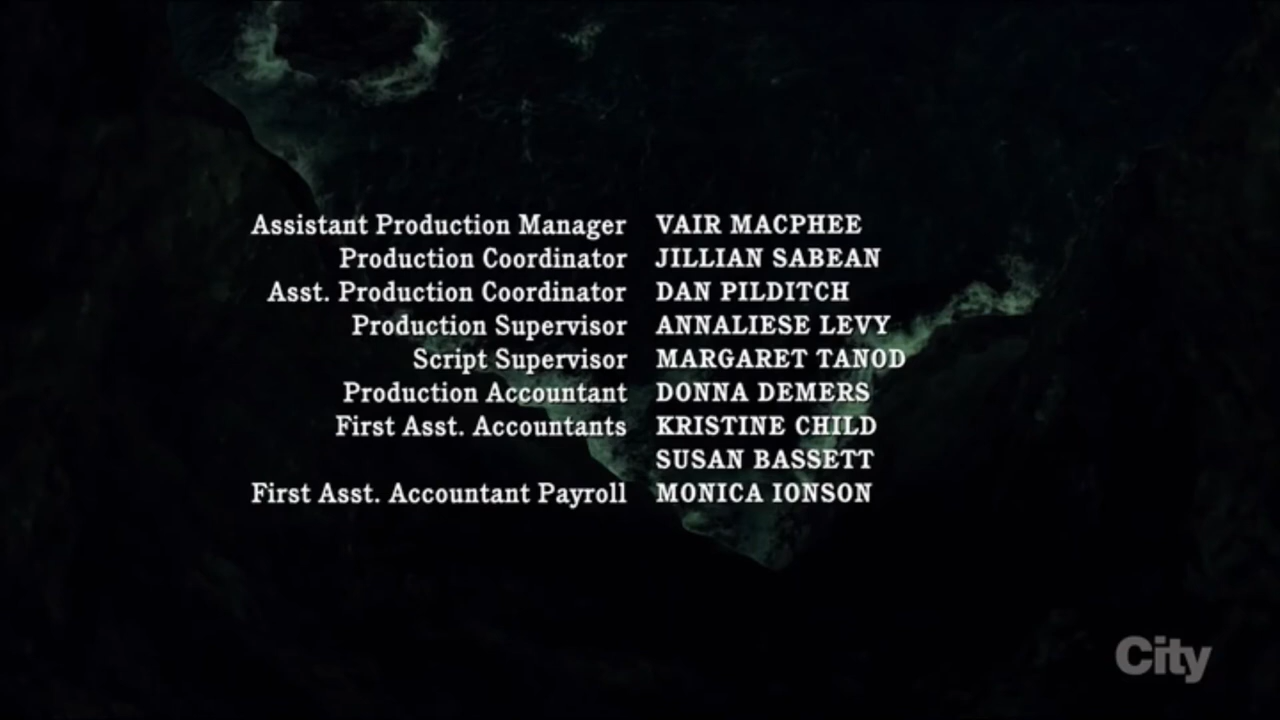 Assistant Production Manager VAIR MACPHEE
Production Coordinator JILLIAN SABEAN
Asst. Production Coordinator DAN PILDITCH
Production Supervisor ANNALIESE LEVY
Script Supervisor MARGARET TANOD
Production Accountant DONNA DEMERS
First Asst. Accountants KRISTINE CHILD
SUSAN BASSETT
First Asst. Accountant Payroll MONICA IONSON
City